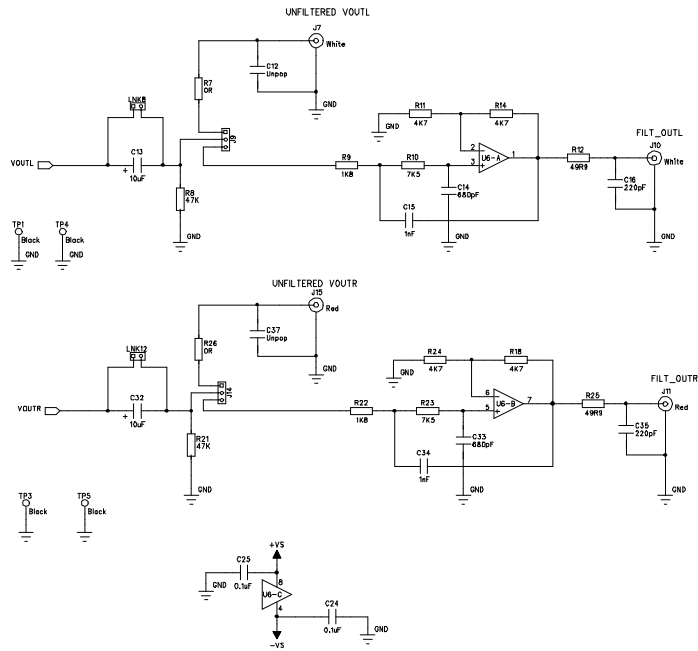 UNFILTERED VOUTL
J7
White
C12
Unpop
GND
R7
0R
LNK8
J9
VOUTL
C13
+
10uF
R8
47K
GND
R11
4K7
R14
4K7
GND
R9
1K8
R10
7K5
2
3
U6-A
1
C14
680pF
GND
C15
1nF
R12
49R9
FILT_OUTL
J10
White
C16
220pF
GND
TP1
Black
GND
TP4
Black
GND
UNFILTERED VOUTR
J15
Red
C37
Unpop
GND
R26
0R
LNK12
J14
VOUTR
C32
+
10uF
R21
47K
GND
R24
4K7
R18
4K7
GND
R22
1K8
R23
7K5
6
5
U6-B
7
C33
680pF
GND
C34
1nF
R25
49R9
FILT_OUTR
J11
Red
C35
220pF
GND
TP3
Black
GND
TP5
Black
GND
+VS
C25
0.1uF
GND
8
U6-C
4
C24
0.1uF
GND
-VS